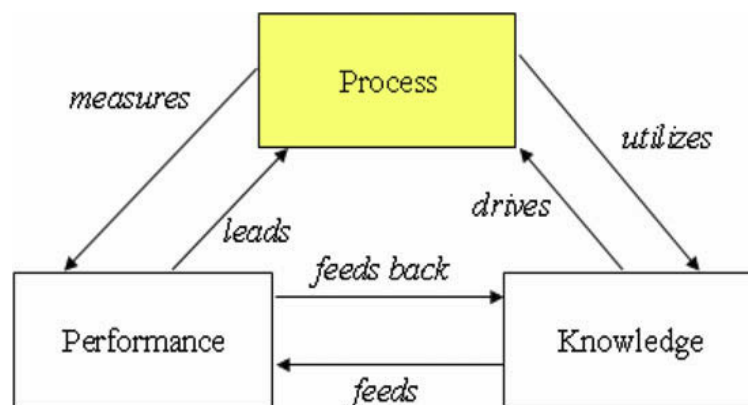 Process
measures
utilizes
leads
drives
feeds back
Performance
Knowledge
feeds